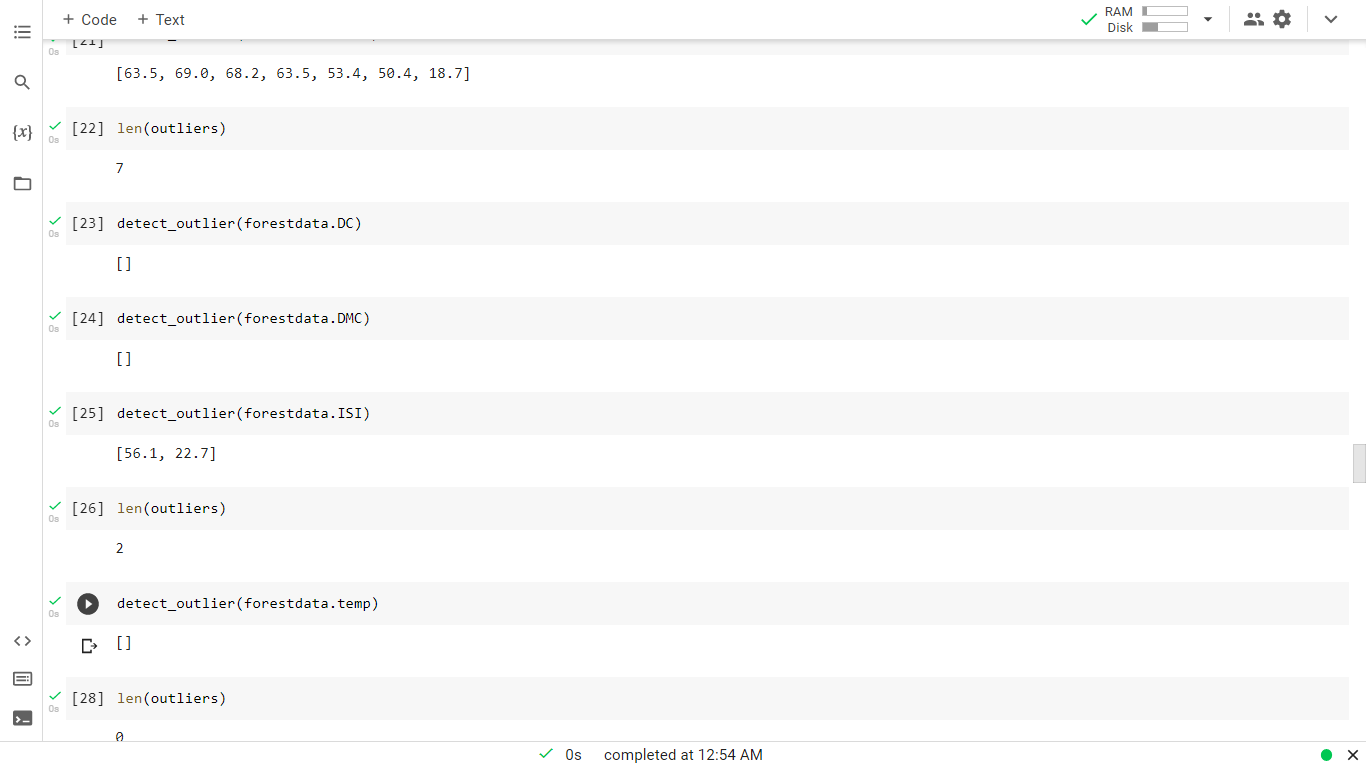 + Code + Text
RAM
Disk
[21]
0s
[63.5, 69.0, 68.2, 63.5, 53.4, 50.4, 18.7]
[22] len(outliers)
0s
7
[23] detect_outlier(forestdata.DC)
0s
[]
[24] detect_outlier(forestdata.DMC)
0s
[]
{x}
[25] detect_outlier(forestdata.ISI)
0s
[56.1, 22.7]
[26] len(outliers)
0s
2
detect_outlier(forestdata.temp)
0s
[]
[28] len(outliers)
0s
0
0s completed at 12:54 AM